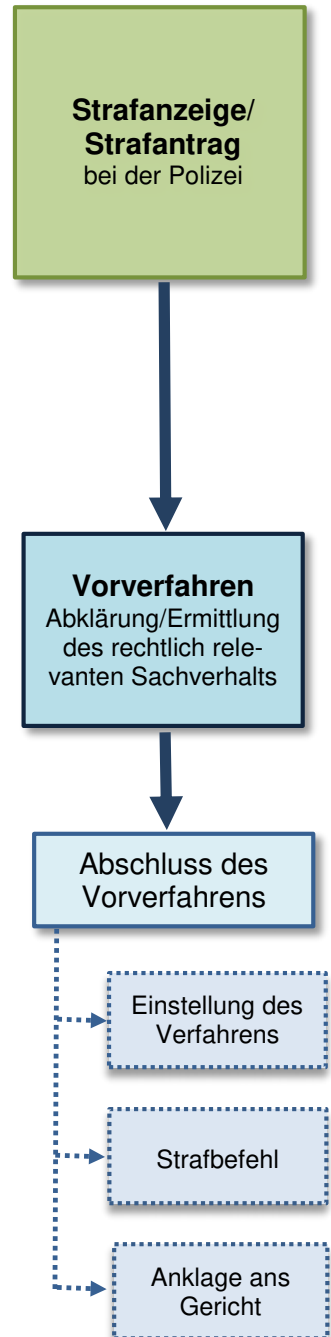 Strafanzeige/
Strafantrag
bei der Polizei
Vorverfahren
Abklärung/Ermittlung
des rechtlich rele-
vanten Sachverhalts
Abschluss des
Vorverfahrens
Einstellung des
Verfahrens
Strafbefehl
Anklage ans
Gericht